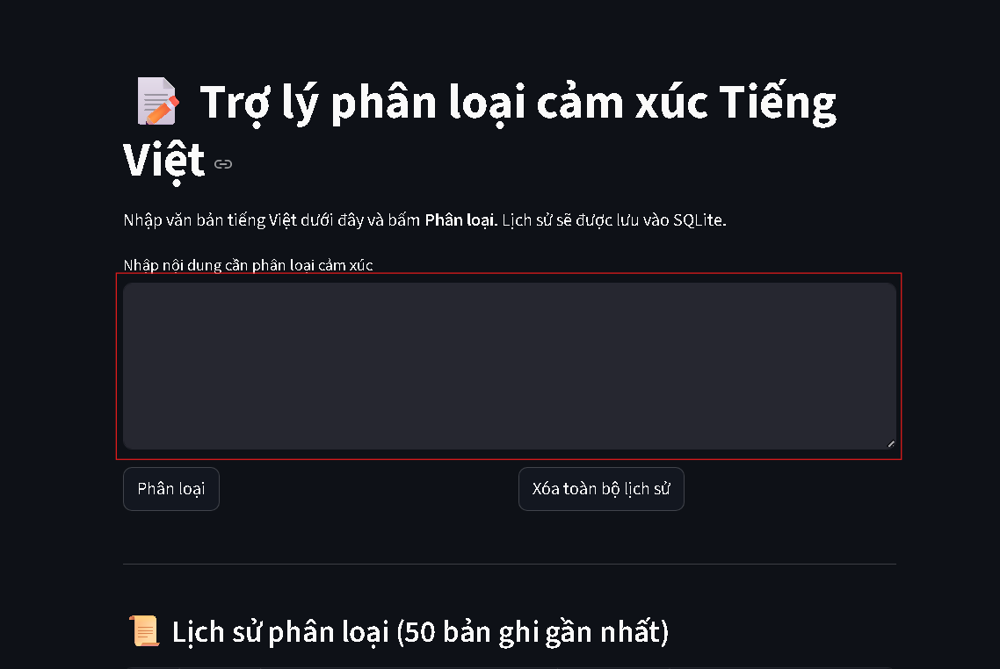 Trợ lý phân loại cảm xúc Tiếng
Việt
Nhập văn bản tiếng Việt dưới đây và bấm Phân loại. Lịch sử sẽ được lưu vào SQLite.
Nhập nội dung cần phân loại cảm xúc
Phân loại
Xóa toàn bộ lịch sử
Lịch sử phân loại (50 bản ghi gần nhất)